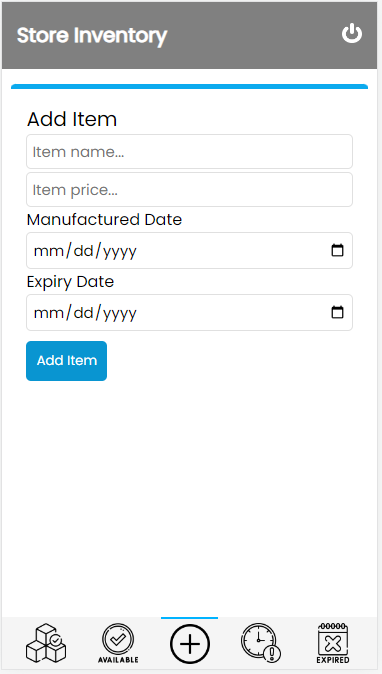 Store Inventory
Add Item
Item name...
Item price...
Manufactured Date
mm/dd/yyyy
Expiry Date
mm/dd/yyyy
Add Item
AVAILABLE
EXPIRED